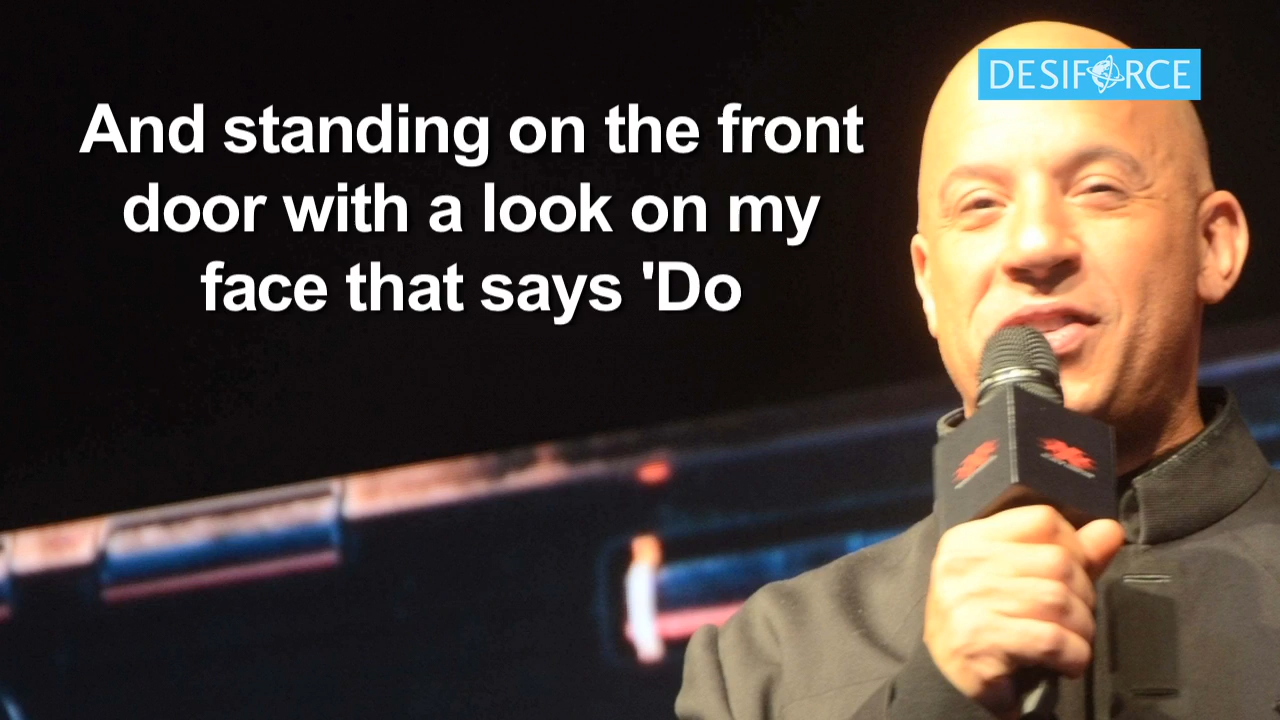 DESIFORCE
And standing on the front
door with a look on my
face that says 'Do